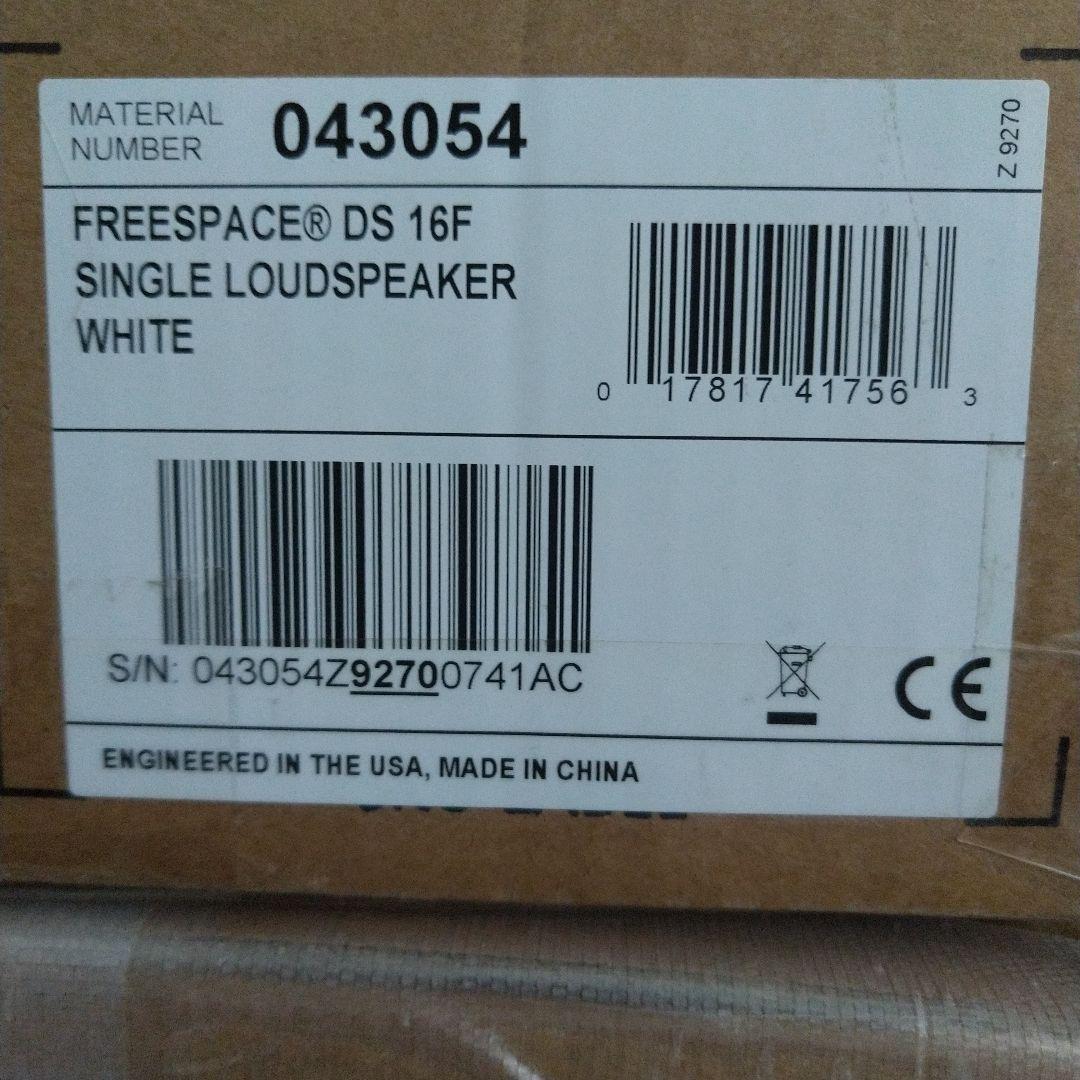 MATERIAL
NUMBER
043054
Z 9270
FREESPACE® DS 16F
SINGLE LOUDSPEAKER
WHITE
0 17817 41756 3
S/N: 043054Z92700741AC
CE
ENGINEERED IN THE USA, MADE IN CHINA